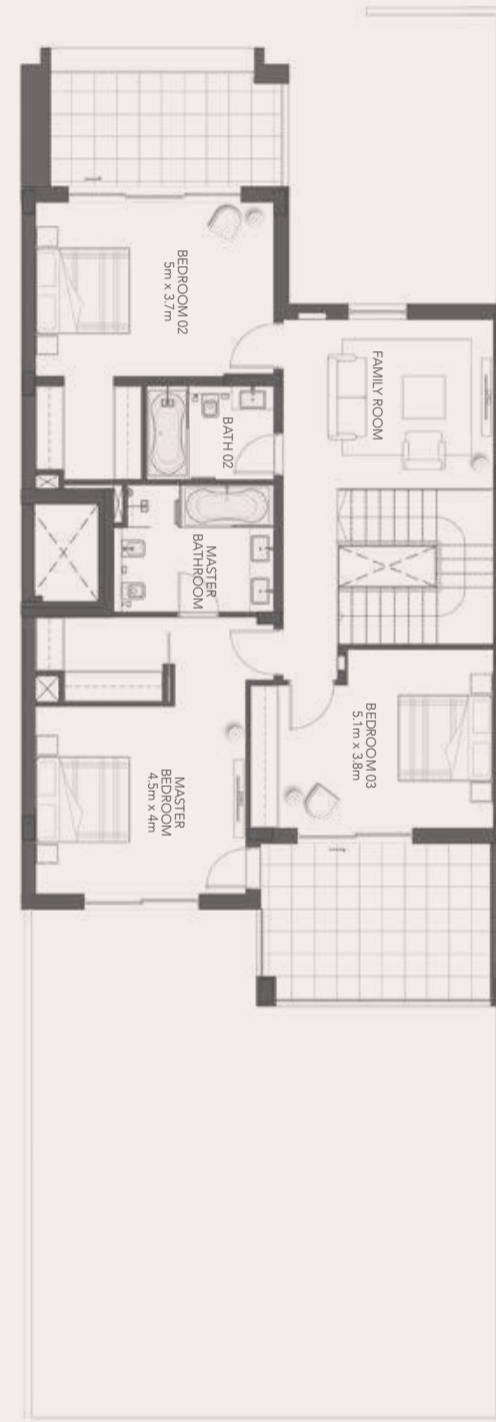 BEDROOM 02
5m x 3.7m
FAMILY ROOM
BATH 02
MASTER
BATHROOM
BEDROOM 03
5.1m x 3.8m
MASTER
BEDROOM
4.5m x 4m